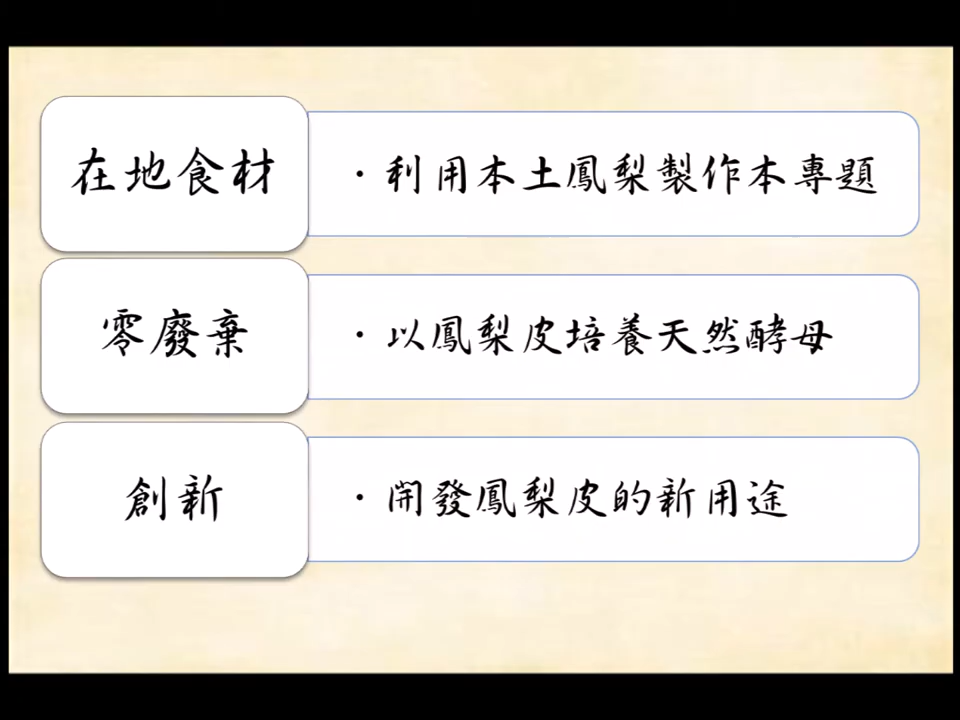 在地食材
・利用本土鳳梨製作本專題
零廢棄
・以鳳梨皮培養天然酵母
創新
・開發鳳梨皮的新用途